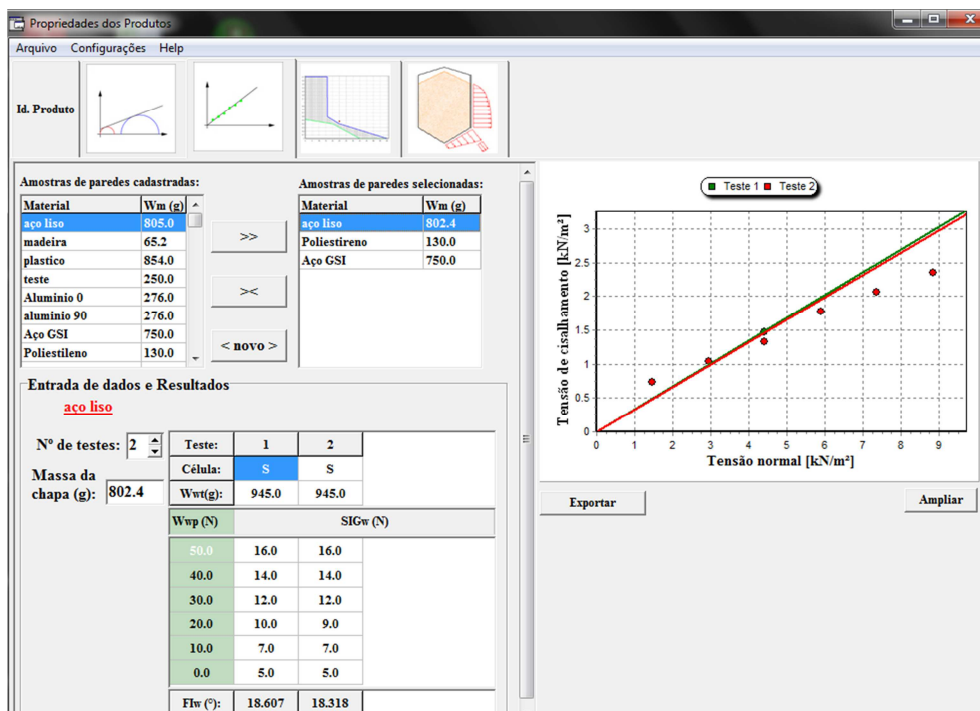 Propriedades dos Produtos
Arquivo Configurações Help
Id. Produto
Amostras de paredes cadastradas:
Material Wm (g)
aço liso 805.0
madeira 65.2
plastico 854.0
teste 250.0
Aluminio 0 276.0
aluminio 90 276.0
Aço GSI 750.0
Poliestileno 130.0
>>
><
< novo >
Amostras de paredes selecionadas:
Material Wm (g)
aço liso 802.4
Poliestireno 130.0
Aço GSI 750.0
Entrada de dados e Resultados
aço liso
Nº de testes: 2
Massa da
chapa (g): 802.4
Teste: 1 2
Célula: S S
Wwt(g): 945.0 945.0
Wwp (N) SIGw (N)
50.0 16.0 16.0
40.0 14.0 14.0
30.0 12.0 12.0
20.0 10.0 9.0
10.0 7.0 7.0
0.0 5.0 5.0
FIw (°): 18.607 18.318
Teste 1 Teste 2
Tensão de cisalhamento [kN/m²]
3
2.5
2
1.5
1
0.5
0
0 1 2 3 4 5 6 7 8 9
Tensão normal [kN/m²]
Exportar
Ampliar